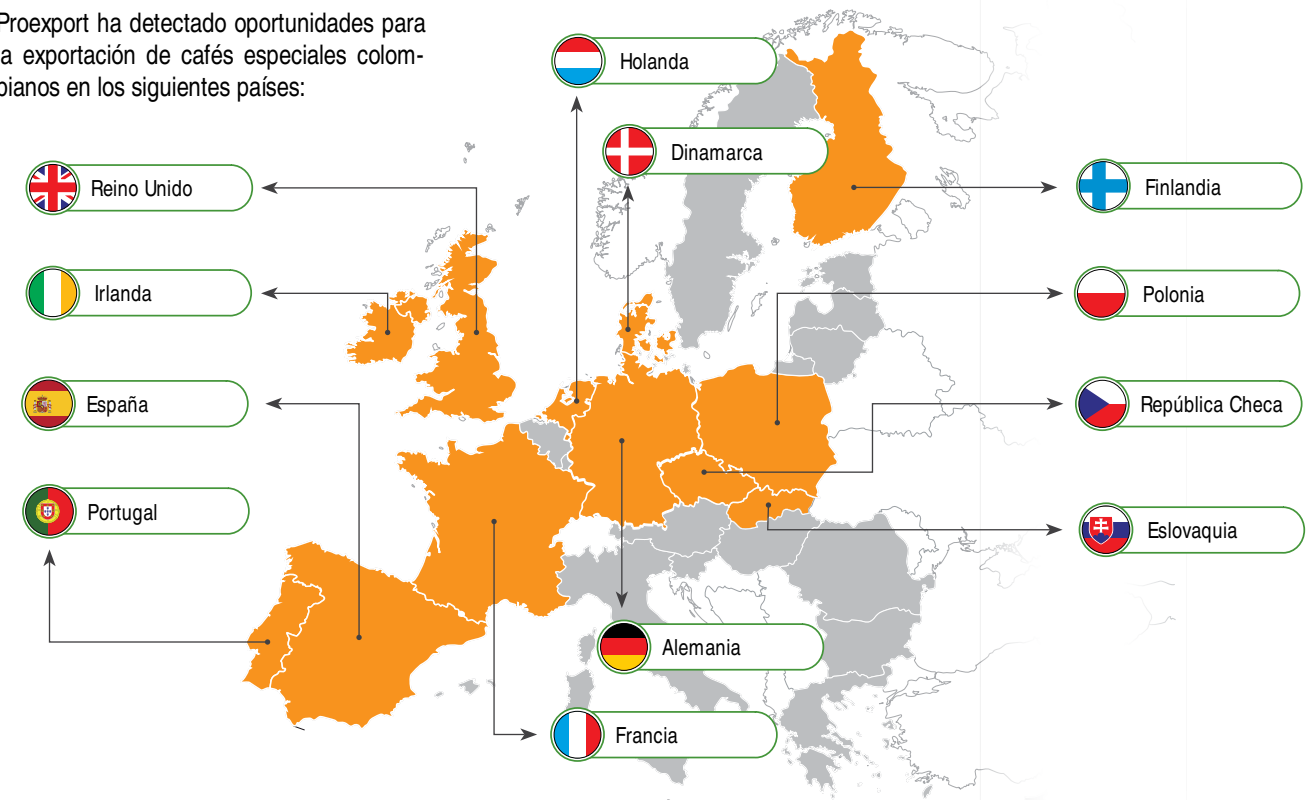 Proexport ha detectado oportunidades para
a exportación de cafés especiales colom-
bianos en los siguientes países:
Holanda
Dinamarca
Reino Unido
Finlandia
Irlanda
Polonia
España
República Checa
Portugal
Eslovaquia
Alemania
Francia